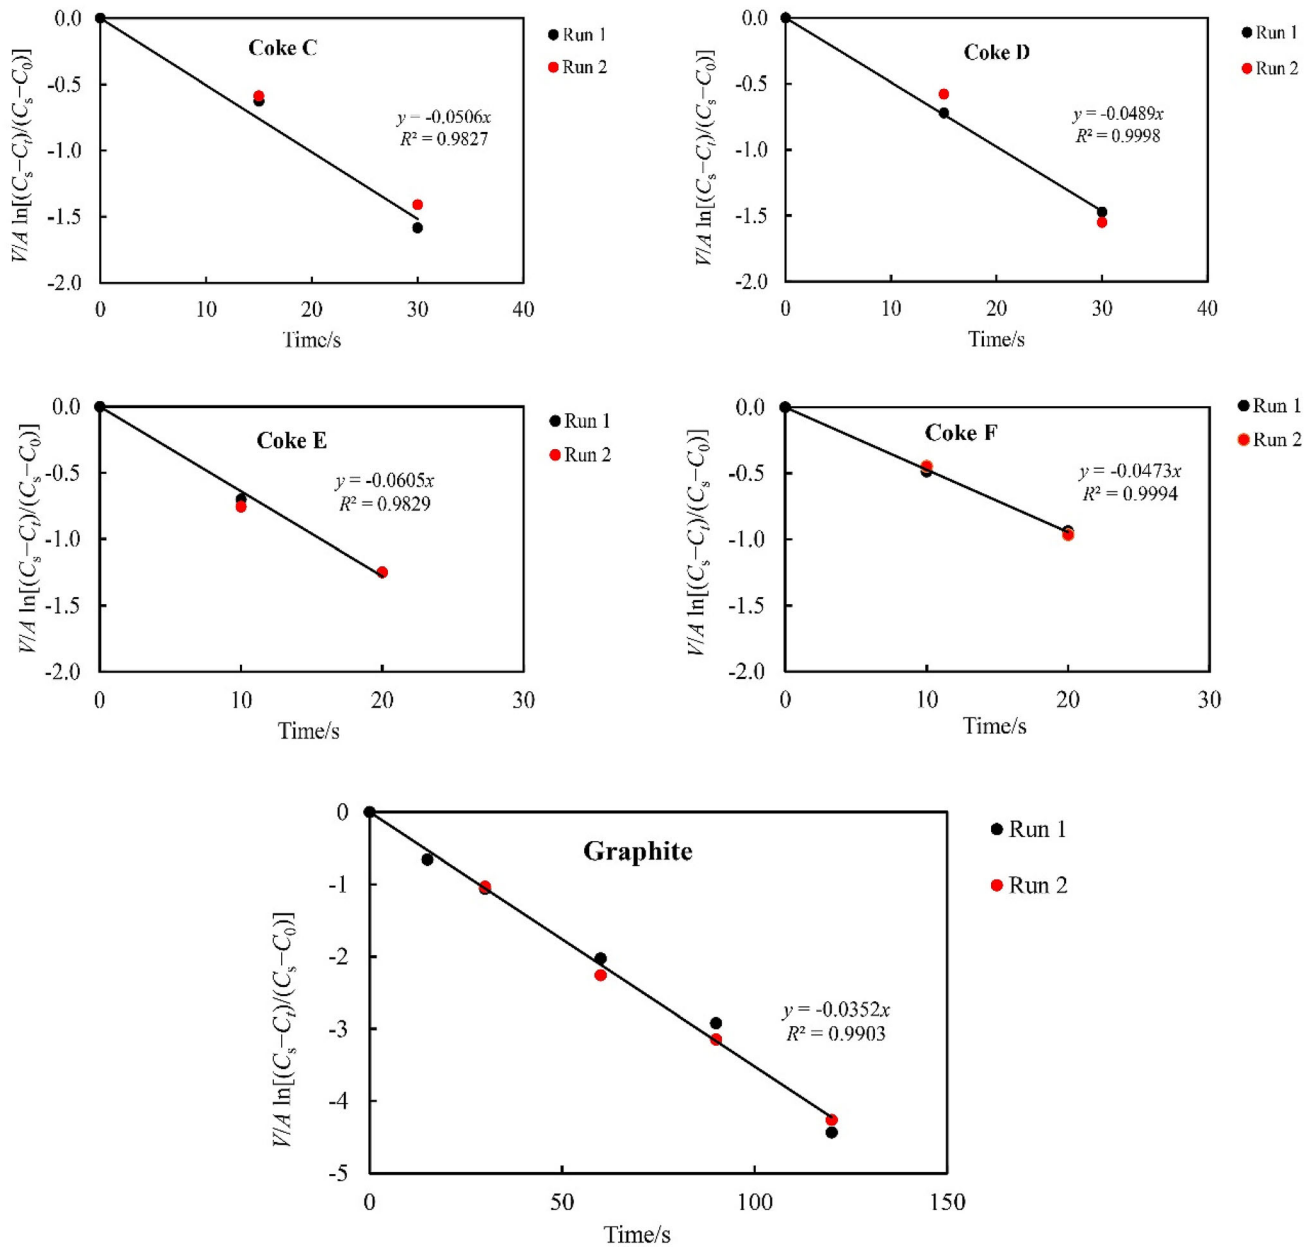 Coke C
Run 1
Run 2
y = -0.0506x
R² = 0.9827
V/A ln[(Cs−Ct)/(Cs−C0)]
0.0
-0.5
-1.0
-1.5
-2.0
0 10 20 30 40
Time/s
Coke D
Run 1
Run 2
y = -0.0489x
R² = 0.9998
V/A ln[(Cs−Ct)/(Cs−C0)]
0.0
-0.5
-1.0
-1.5
-2.0
0 10 20 30 40
Time/s
Coke E
Run 1
Run 2
y = -0.0605x
R² = 0.9829
V/A ln[(Cs−Ct)/(Cs−C0)]
0.0
-0.5
-1.0
-1.5
-2.0
0 10 20 30
Time/s
Coke F
Run 1
Run 2
y = -0.0473x
R² = 0.9994
V/A ln[(Cs−Ct)/(Cs−C0)]
0.0
-0.5
-1.0
-1.5
-2.0
0 10 20 30
Time/s
Graphite
Run 1
Run 2
y = -0.0352x
R² = 0.9903
V/A ln[(Cs−Ct)/(Cs−C0)]
0
-1
-2
-3
-4
-5
0 50 100 150
Time/s